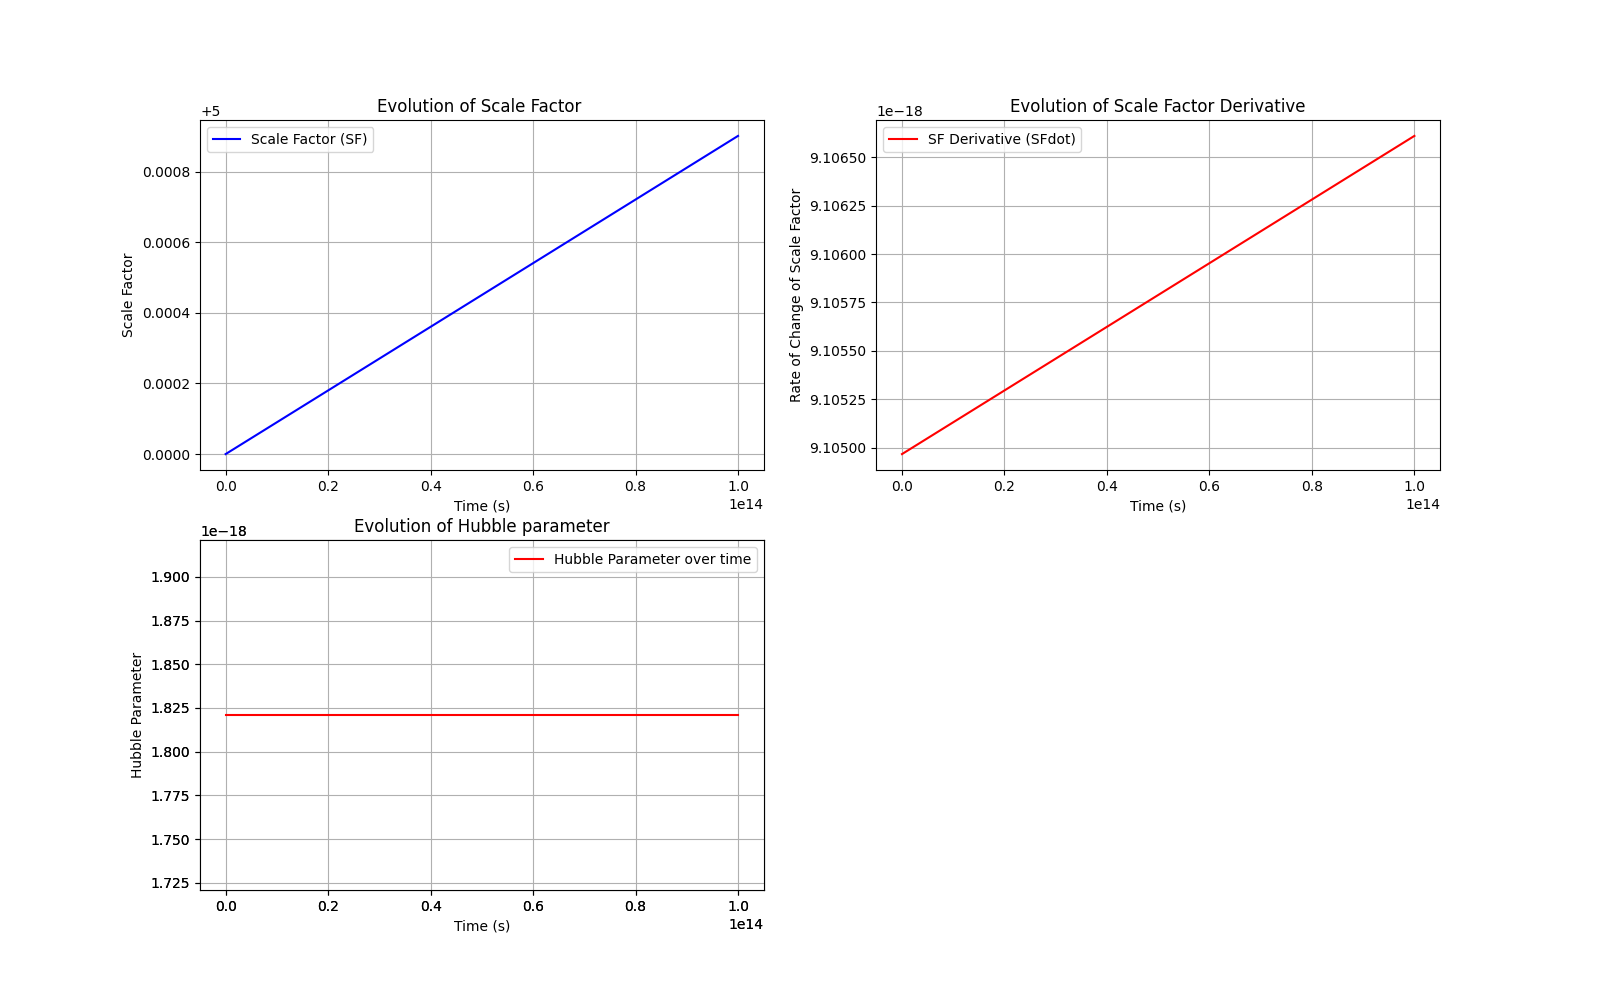 Evolution of Scale Factor
+5
Scale Factor (SF)
0.0008
0.0006
0.0004
0.0002
0.0000
Scale Factor
0.0 0.2 0.4 0.6 0.8 1.0
1e14
Time (s)
Evolution of Scale Factor Derivative
1e−18
SF Derivative (SFdot)
9.10650
9.10625
9.10600
9.10575
9.10550
9.10525
9.10500
Rate of Change of Scale Factor
0.0 0.2 0.4 0.6 0.8 1.0
1e14
Time (s)
Evolution of Hubble parameter
1e−18
Hubble Parameter over time
1.900
1.875
1.850
1.825
1.800
1.775
1.750
1.725
Hubble Parameter
0.0 0.2 0.4 0.6 0.8 1.0
1e14
Time (s)